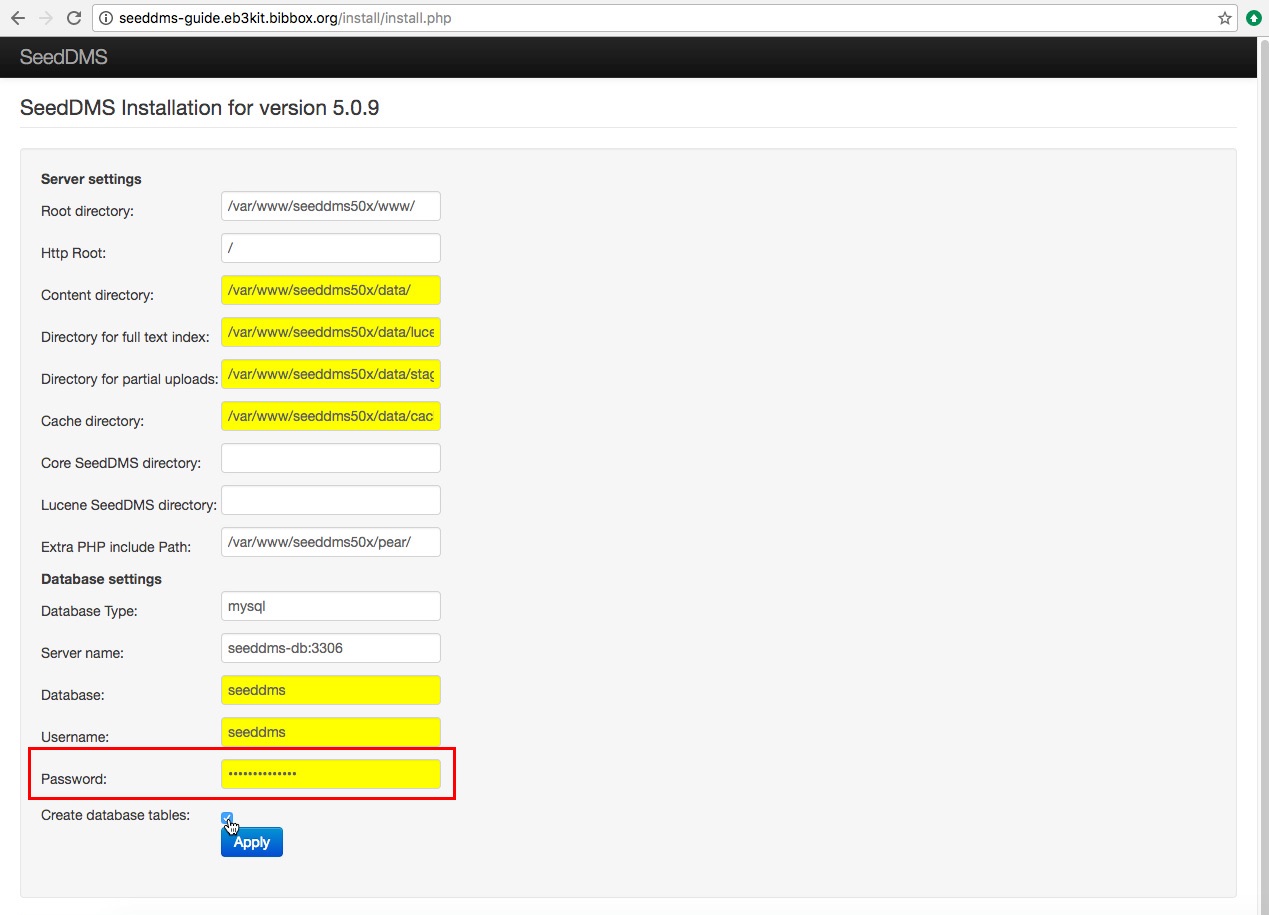 seeddms-guide.eb3kit.bibbox.org/install/install.php
SeedDMS
SeedDMS Installation for version 5.0.9
Server settings
Root directory: /var/www/seeddms50x/www/
Http Root: /
Content directory: /var/www/seeddms50x/data/
Directory for full text index: /var/www/seeddms50x/data/luce
Directory for partial uploads: /var/www/seeddms50x/data/stag
Cache directory: /var/www/seeddms50x/data/cac
Core SeedDMS directory:
Lucene SeedDMS directory:
Extra PHP include Path: /var/www/seeddms50x/pear/
Database settings
Database Type: mysql
Server name: seeddms-db:3306
Database: seeddms
Username: seeddms
Password: ••••••••••••••
Create database tables:
Apply